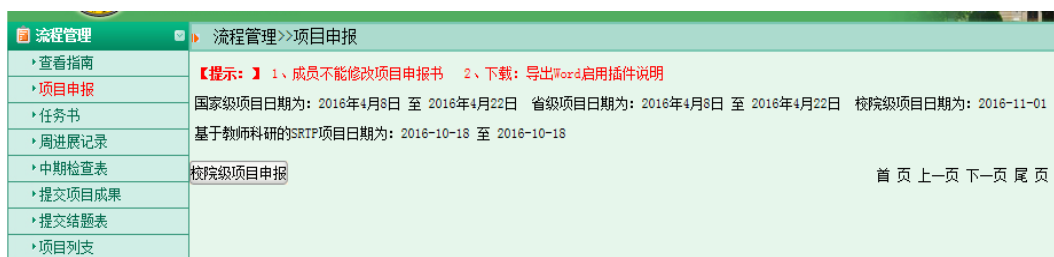 流程管理
流程管理>>项目申报
查看指南
项目申报
任务书
周进展记录
中期检查表
提交项目成果
提交结题表
项目列支
【提示：】1、成员不能修改项目申报书 2、下载：导出Word启用插件说明
国家级项目日期为：2016年4月8日 至 2016年4月22日 省级项目日期为：2016年4月8日 至 2016年4月22日 校院级项目日期为：2016-11-01
基于教师科研的SRTP项目日期为：2016-10-18 至 2016-10-18
校院级项目申报
首 页 上一页 下一页 尾 页